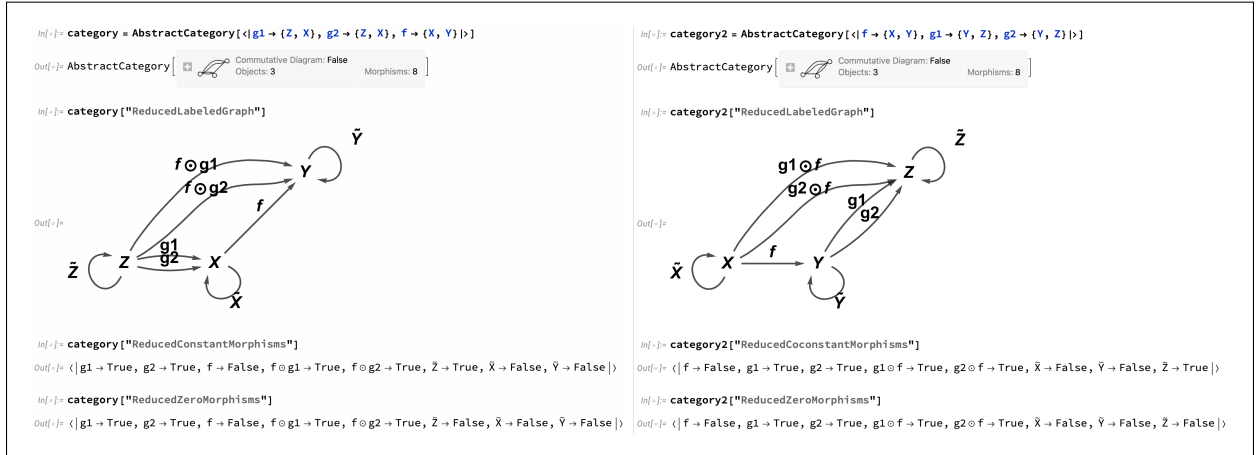 In[•]:= category = AbstractCategory[<|g1 → {Z, X}, g2 → {Z, X}, f → {X, Y}|>]
Out[•]= AbstractCategory[ Commutative Diagram: False
Objects: 3 Morphisms: 8 ]
In[•]:= category["ReducedLabeledGraph"]
Ỹ
f⊙g1
Y
f⊙g2
f
Out[•]=
g1
g2
Z̃
Z
X
X̃
In[•]:= category["ReducedConstantMorphisms"]
Out[•]= <|g1 → True, g2 → True, f → False, f⊙g1 → True, f⊙g2 → True, Z̃ → True, X̃ → False, Ỹ → False|>
In[•]:= category["ReducedZeroMorphisms"]
Out[•]= <|g1 → True, g2 → True, f → False, f⊙g1 → True, f⊙g2 → True, Z̃ → False, X̃ → False, Ỹ → False|>
In[•]:= category2 = AbstractCategory[<|f → {X, Y}, g1 → {Y, Z}, g2 → {Y, Z}|>]
Out[•]= AbstractCategory[ Commutative Diagram: False
Objects: 3 Morphisms: 8 ]
In[•]:= category2["ReducedLabeledGraph"]
Z̃
g1⊙f
Z
g2⊙f
g1
g2
Out[•]=
f
X̃
X
Y
Ỹ
In[•]:= category2["ReducedCoconstantMorphisms"]
Out[•]= <|f → False, g1 → True, g2 → True, g1⊙f → True, g2⊙f → True, X̃ → False, Ỹ → False, Z̃ → True|>
In[•]:= category2["ReducedZeroMorphisms"]
Out[•]= <|f → False, g1 → True, g2 → True, g1⊙f → True, g2⊙f → True, X̃ → False, Ỹ → False, Z̃ → False|>